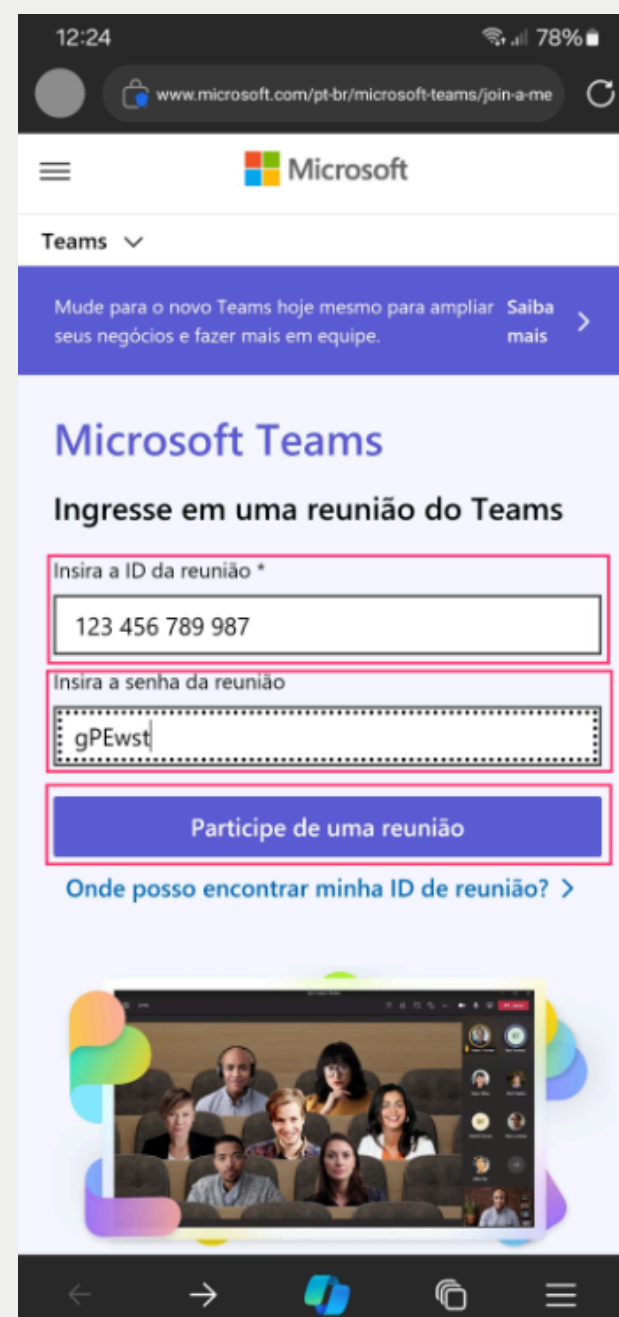 12:24 78%
www.microsoft.com/pt-br/microsoft-teams/join-a-me
Microsoft
Teams
Mude para o novo Teams hoje mesmo para ampliar Saiba
seus negócios e fazer mais em equipe. mais
Microsoft Teams
Ingresse em uma reunião do Teams
Insira a ID da reunião *
123 456 789 987
Insira a senha da reunião
gPEwst
Participe de uma reunião
Onde posso encontrar minha ID de reunião? >